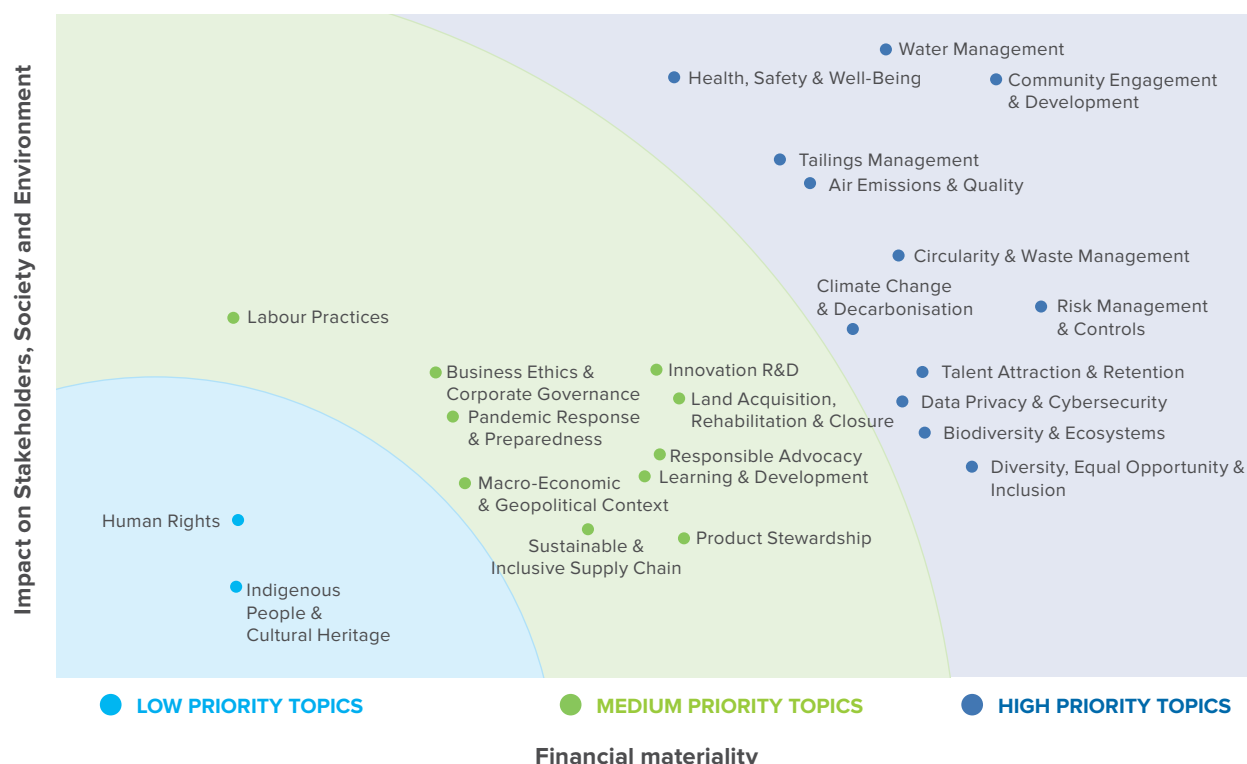 Impact on Stakeholders, Society and Environment
Water Management
Health, Safety & Well-Being
Community Engagement
& Development
Tailings Management
Air Emissions & Quality
Circularity & Waste Management
Climate Change
& Decarbonisation
Risk Management
& Controls
Labour Practices
Business Ethics &
Corporate Governance
Innovation R&D
Talent Attraction & Retention
Land Acquisition,
Rehabilitation & Closure
Data Privacy & Cybersecurity
Pandemic Response
& Preparedness
Biodiversity & Ecosystems
Responsible Advocacy
Learning & Development
Diversity, Equal Opportunity &
Inclusion
Macro-Economic
& Geopolitical Context
Human Rights
Sustainable &
Inclusive Supply Chain
Product Stewardship
Indigenous
People &
Cultural Heritage
LOW PRIORITY TOPICS
MEDIUM PRIORITY TOPICS
HIGH PRIORITY TOPICS
Financial materiality